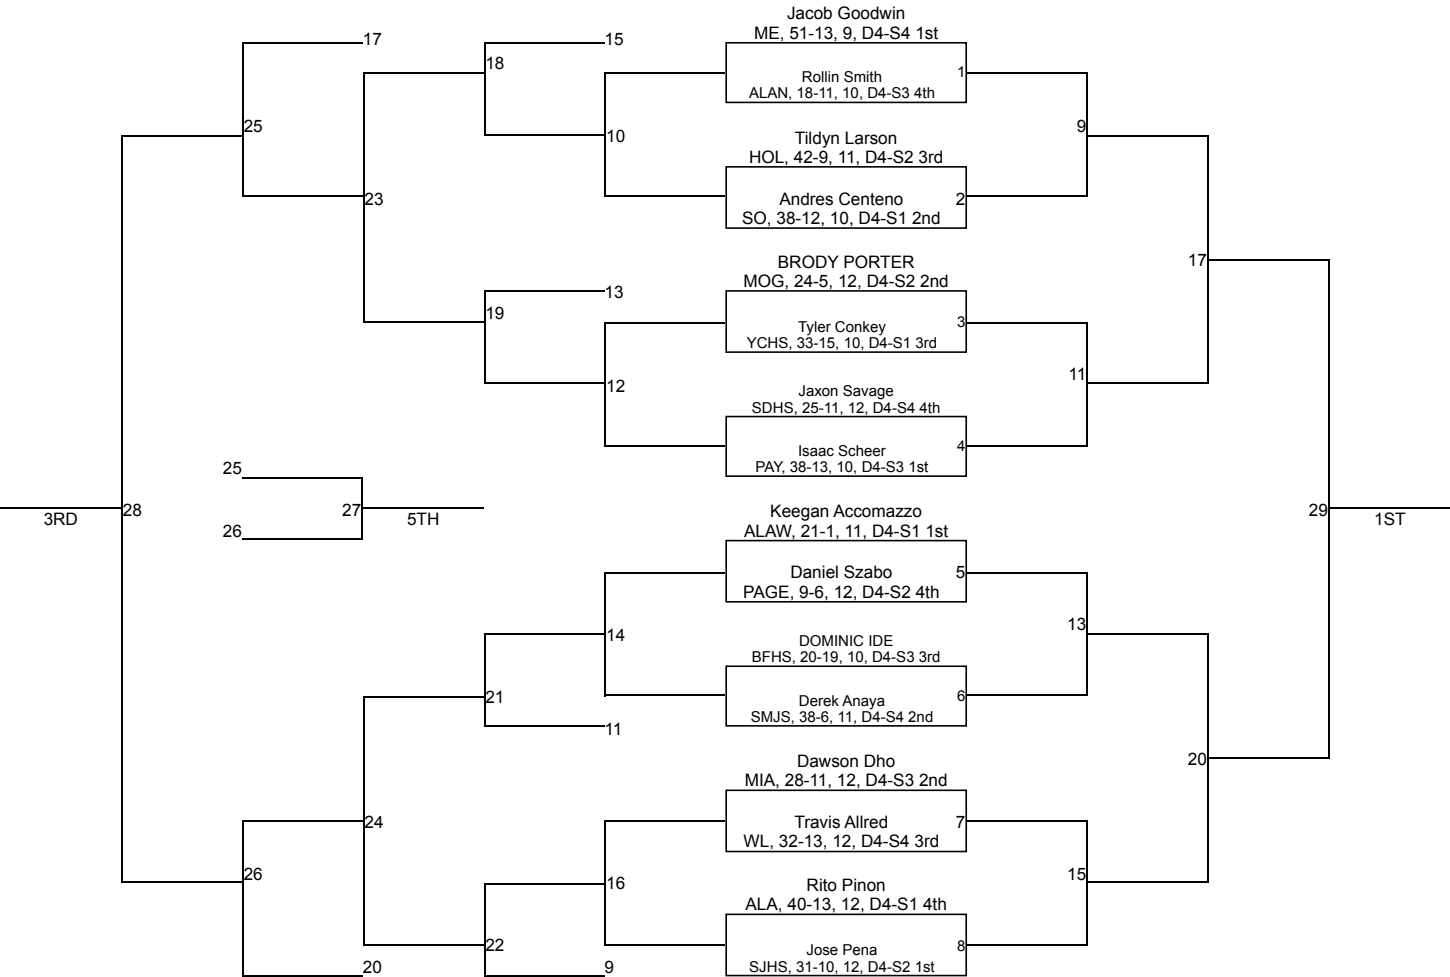 Jacob Goodwin
ME, 51-13, 9, D4-S4 1st
17
15
18
1
Rollin Smith
ALAN, 18-11, 10, D4-S3 4th
25
10
9
Tildyn Larson
HOL, 42-9, 11, D4-S2 3rd
23
Andres Centeno
2
SO, 38-12, 10, D4-S1 2nd
BRODY PORTER
17
MOG, 24-5, 12, D4-S2 2nd
13
19
Tyler Conkey
3
YCHS, 33-15, 10, D4-S1 3rd
12
11
Jaxon Savage
SDHS, 25-11, 12, D4-S4 4th
Isaac Scheer
4
PAY, 38-13, 10, D4-S3 1st
25
28
27
29
3RD
5TH
1ST
26
Keegan Accomazzo
ALAW, 21-1, 11, D4-S1 1st
Daniel Szabo
5
PAGE, 9-6, 12, D4-S2 4th
14
13
DOMINIC IDE
BFHS, 20-19, 10, D4-S3 3rd
21
Derek Anaya
6
SMJS, 38-6, 11, D4-S4 2nd
11
Dawson Dho
20
MIA, 28-11, 12, D4-S3 2nd
24
Travis Allred
7
WL, 32-13, 12, D4-S4 3rd
26
16
15
Rito Pinon
ALA, 40-13, 12, D4-S1 4th
22
Jose Pena
8
SJHS, 31-10, 12, D4-S2 1st
20
9